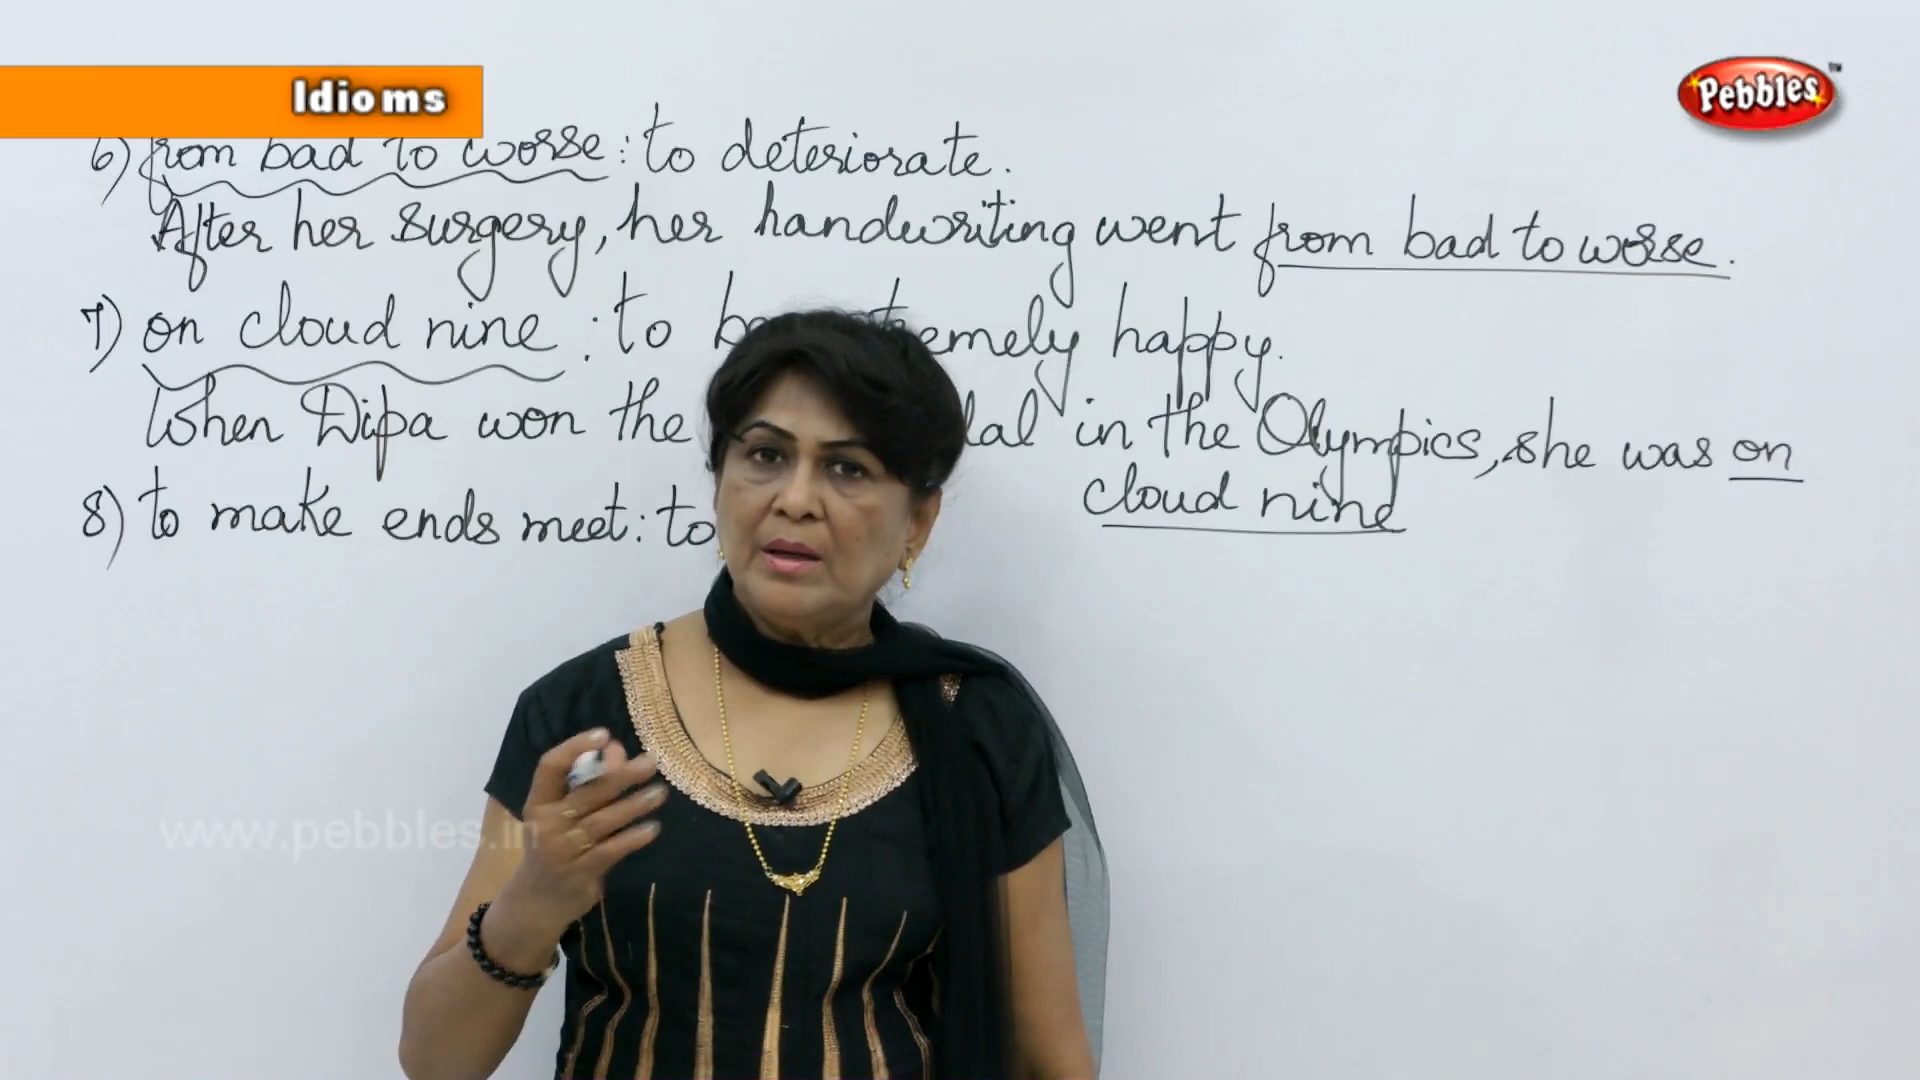 Idioms
Pebbles TM
6) from bad to worse : to deteriorate.
After her surgery, her handwriting went from bad to worse.
7) on cloud nine : to extremely happy.
When Dipa won the in the Olympics, she was on
cloud nine
8) to make ends meet : to
www.pebbles.in